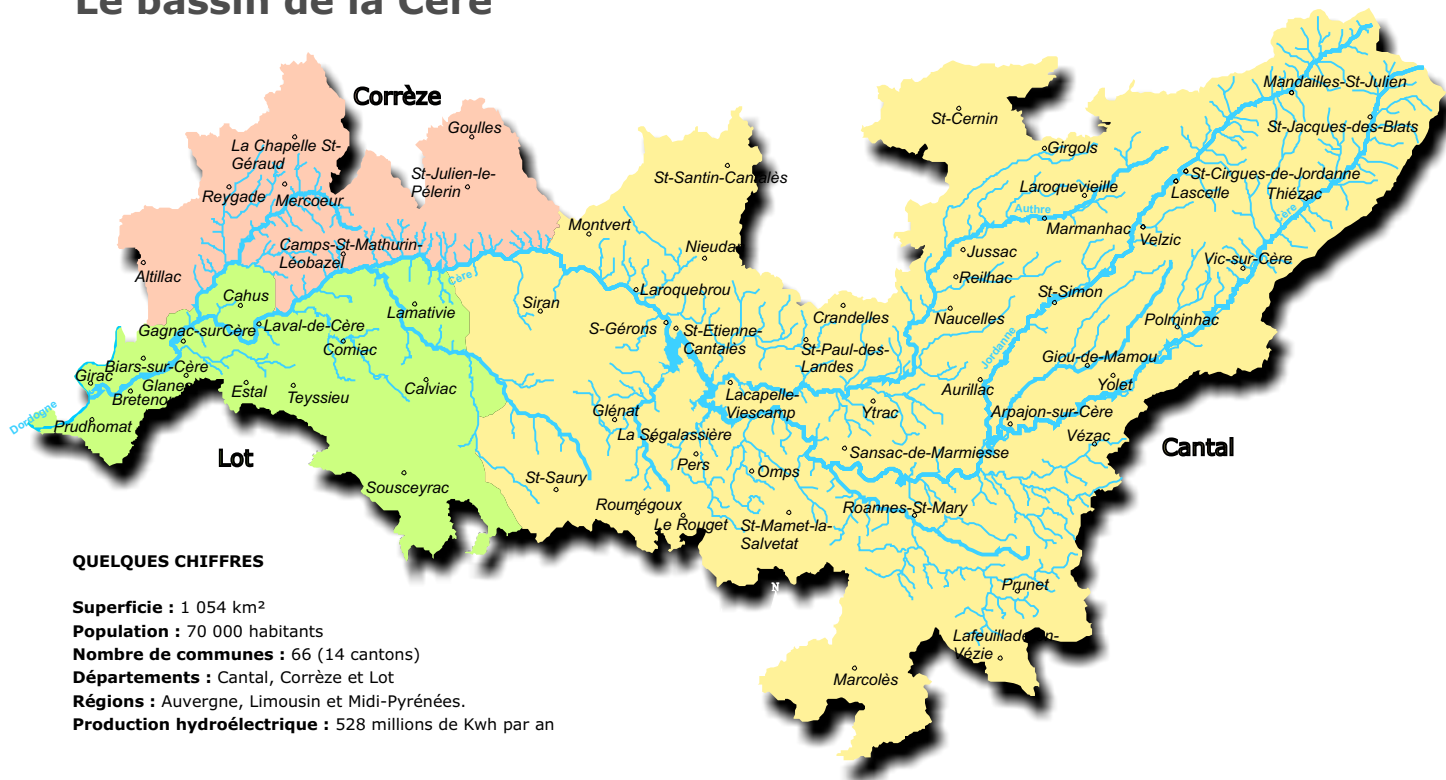 Le bassin de la Cère
Corrèze
Goulles
La Chapelle St-
Géraud
St-Julien-le-
Pélerin
Reygade
Mercoeur
Camps-St-Mathurin-
Léobazel
Altillac
Mandailles-St-Julien
St-Cernin
St-Jacques-des-Blats
Girgols
St-Santin-Cantalès
St-Cirgues-de-Jordanne
Laroquevieille
Lascelle
Thiézac
Authre
Cère
Montvert
Marmanhac
Velzic
Nieudan
Jussac
Vic-sur-Cère
Reilhac
Cère
Cahus
Laroquebrou
St-Simon
Siran
Lamativie
Crandelles
Naucelles
Polminhac
Gagnac-surCère
Laval-de-Cère
S-Gérons
St-Etienne-
Cantalès
Jordanne
Comiac
St-Paul-des-
Landes
Giou-de-Mamou
Biars-sur-Cère
Girac
Glanes
Estal
Teyssieu
Calviac
Lacapelle-
Viescamp
Aurillac
Yolet
Bretenou
Ytrac
Dordogne
Glénat
Arpajon-sur-Cère
Prudhomat
La Ségalassière
Vézac
Cantal
Lot
Pers
Omps
Sansac-de-Marmiesse
Sousceyrac
St-Saury
Roumégoux
Le Rouget
St-Mamet-la-
Salvetat
Roannes-St-Mary
N
Prunet
Lafeuillade-en-
Vézie
Marcolès
QUELQUES CHIFFRES
Superficie : 1 054 km²
Population : 70 000 habitants
Nombre de communes : 66 (14 cantons)
Départements : Cantal, Corrèze et Lot
Régions : Auvergne, Limousin et Midi-Pyrénées.
Production hydroélectrique : 528 millions de Kwh par an